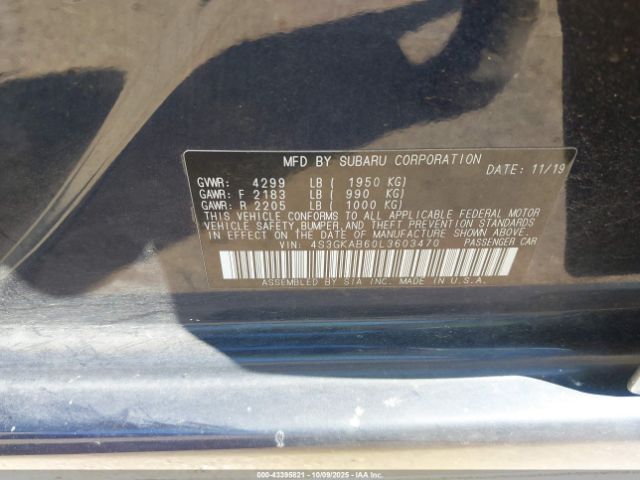 MFD BY SUBARU CORPORATION
DATE: 11/19
GVWR: 4299 LB ( 1950 KG)
GAWR: F 2183 LB ( 990 KG)
GAWR: R 2205 LB ( 1000 KG)
THIS VEHICLE CONFORMS TO ALL APPLICABLE FEDERAL MOTOR
VEHICLE SAFETY, BUMPER, AND THEFT PREVENTION STANDARDS
IN EFFECT ON THE DATE OF MANUFACTURE SHOWN ABOVE.
VIN: 4S3GKAB60L3603470 PASSENGER CAR
ASSEMBLED BY SIA INC. MADE IN U.S.A.
000-43395821 - 10/09/2025 - IAA Inc.